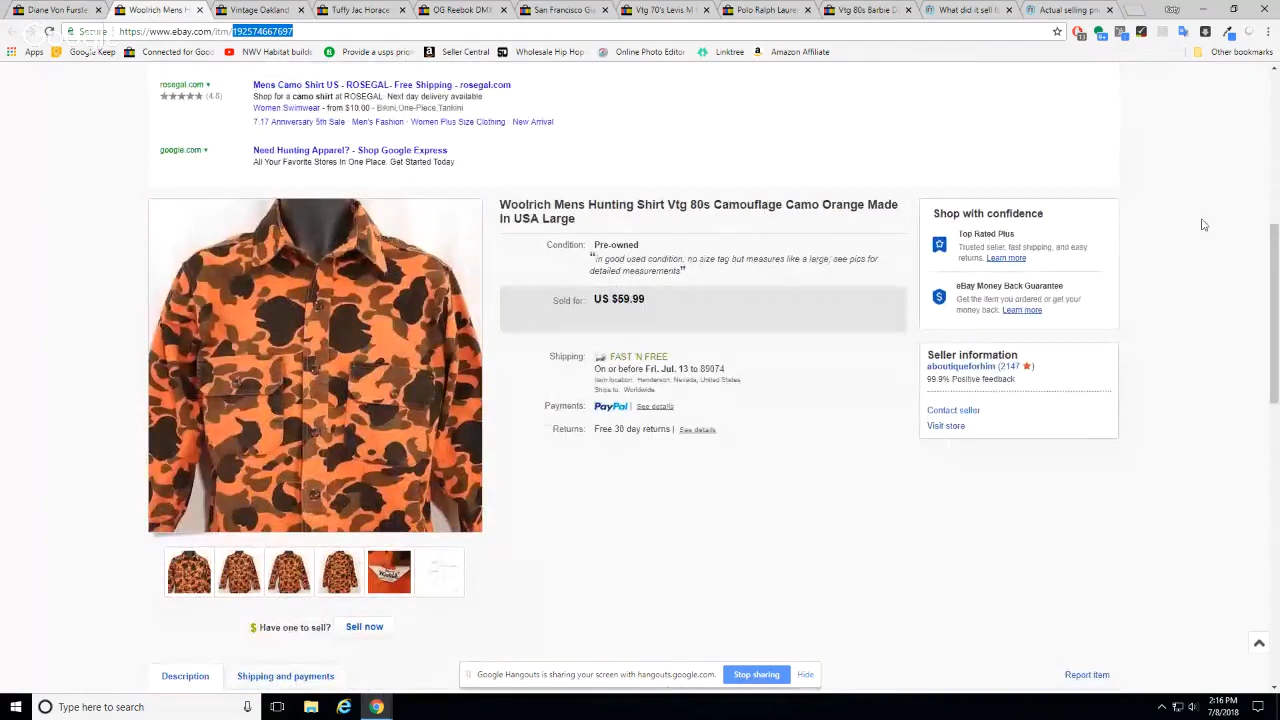 Diane Von Furste
Woolrich Mens H
Vintage Oakland
Tuffy Jac Horace
OG Reebok DMX
San Francisco Gi
Vtg 70's Levis M
Polo Ralph Laure
Vtg 80s Barbie D
What did it sell fo
Actual selling pric
Secure https://www.ebay.com/itm/192574667697
Apps
Google Keep
Connected for Good
NWV Habitat buildi
Provide a uspicion
Seller Central
Wholesale Hip Hop
Online Photo Editor
Linktree
Amazon Affiliate
Other bookmarks
rosegal.com
(4.8)
Mens Camo Shirt US - ROSEGAL- Free Shipping - rosegal.com
Shop for a camo shirt at ROSEGAL. Next day delivery available
Women Swimwear - from $10.00 - Bikini,One-Piece,Tankini
7.17 Anniversary 5th Sale · Men's Fashion · Women Plus Size Clothing · New Arrival
google.com
Need Hunting Apparel? - Shop Google Express
All Your Favorite Stores In One Place. Get Started Today
Woolrich Mens Hunting Shirt Vtg 80s Camouflage Camo Orange Made
In USA Large
Condition: Pre-owned
"in good used condition, no size tag but measures like a large, see pics for
detailed measurements"
Sold for: US $59.99
Shipping: FAST 'N FREE
On or before Fri. Jul. 13 to 89074
Item location: Henderson, Nevada, United States
Ships to: Worldwide
Payments: PayPal | See details
Returns: Free 30 day returns | See details
Shop with confidence
Top Rated Plus
Trusted seller, fast shipping, and easy
returns. Learn more
eBay Money Back Guarantee
Get the item you ordered or get your
money back. Learn more
Seller information
aboutiqueforhim (2147 )
99.9% Positive feedback
Contact seller
Visit store
Have one to sell? Sell now
Description
Shipping and payments
Google Hangouts is sharing your screen with hangouts.google.com.
Stop sharing
Hide
Report item
Type here to search
2:16 PM
7/8/2018